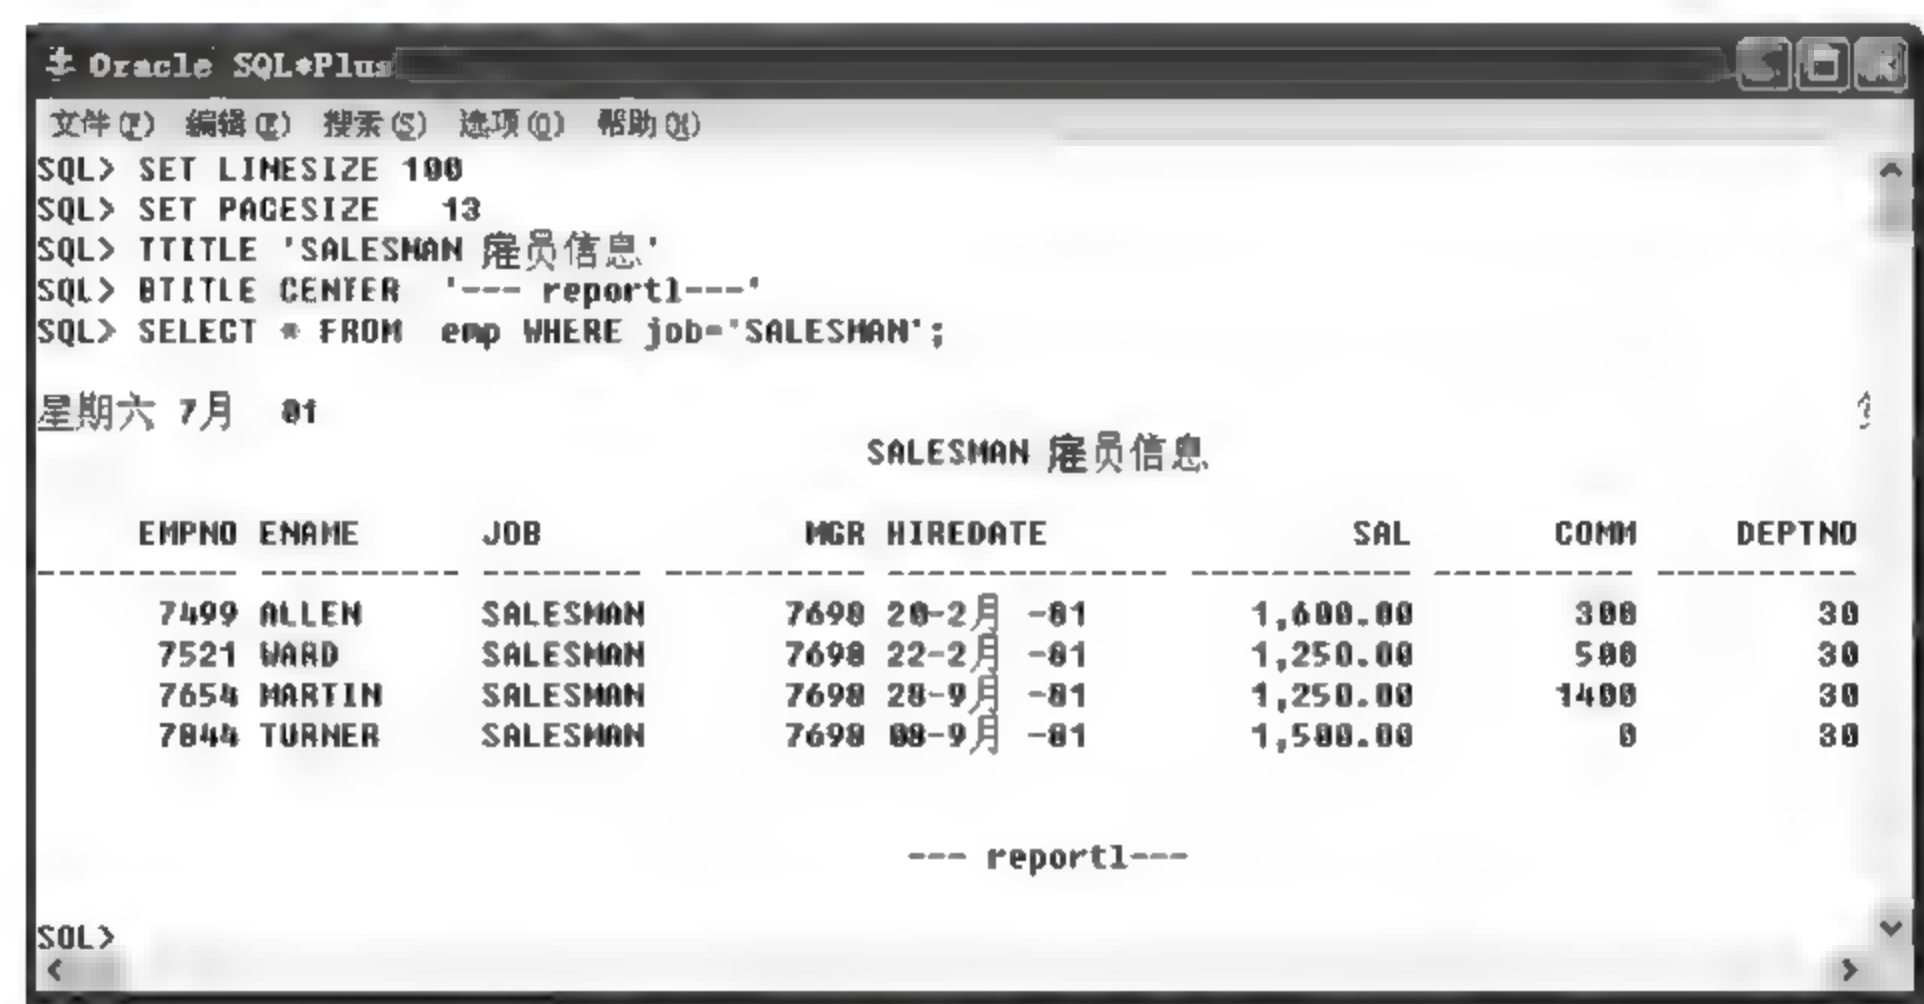 Oracle SQL*Plus
文件(F) 编辑(E) 搜索(S) 选项(O) 帮助(H)
SQL> SET LINESIZE 100
SQL> SET PAGESIZE 13
SQL> TTITLE 'SALESMAN 雇员信息'
SQL> BTITLE CENTER '--- report1---'
SQL> SELECT * FROM emp WHERE job='SALESMAN';
星期六 7月 01
SALESMAN 雇员信息
EMPNO ENAME JOB MGR HIREDATE SAL COMM DEPTNO
---------- ---------- -------- ---------- -------------- ----------- ---------- ----------
7499 ALLEN SALESMAN 7698 20-2月 -81 1,600.00 300 30
7521 WARD SALESMAN 7698 22-2月 -81 1,250.00 500 30
7654 MARTIN SALESMAN 7698 28-9月 -81 1,250.00 1400 30
7844 TURNER SALESMAN 7698 08-9月 -81 1,500.00 0 30
--- report1---
SQL>